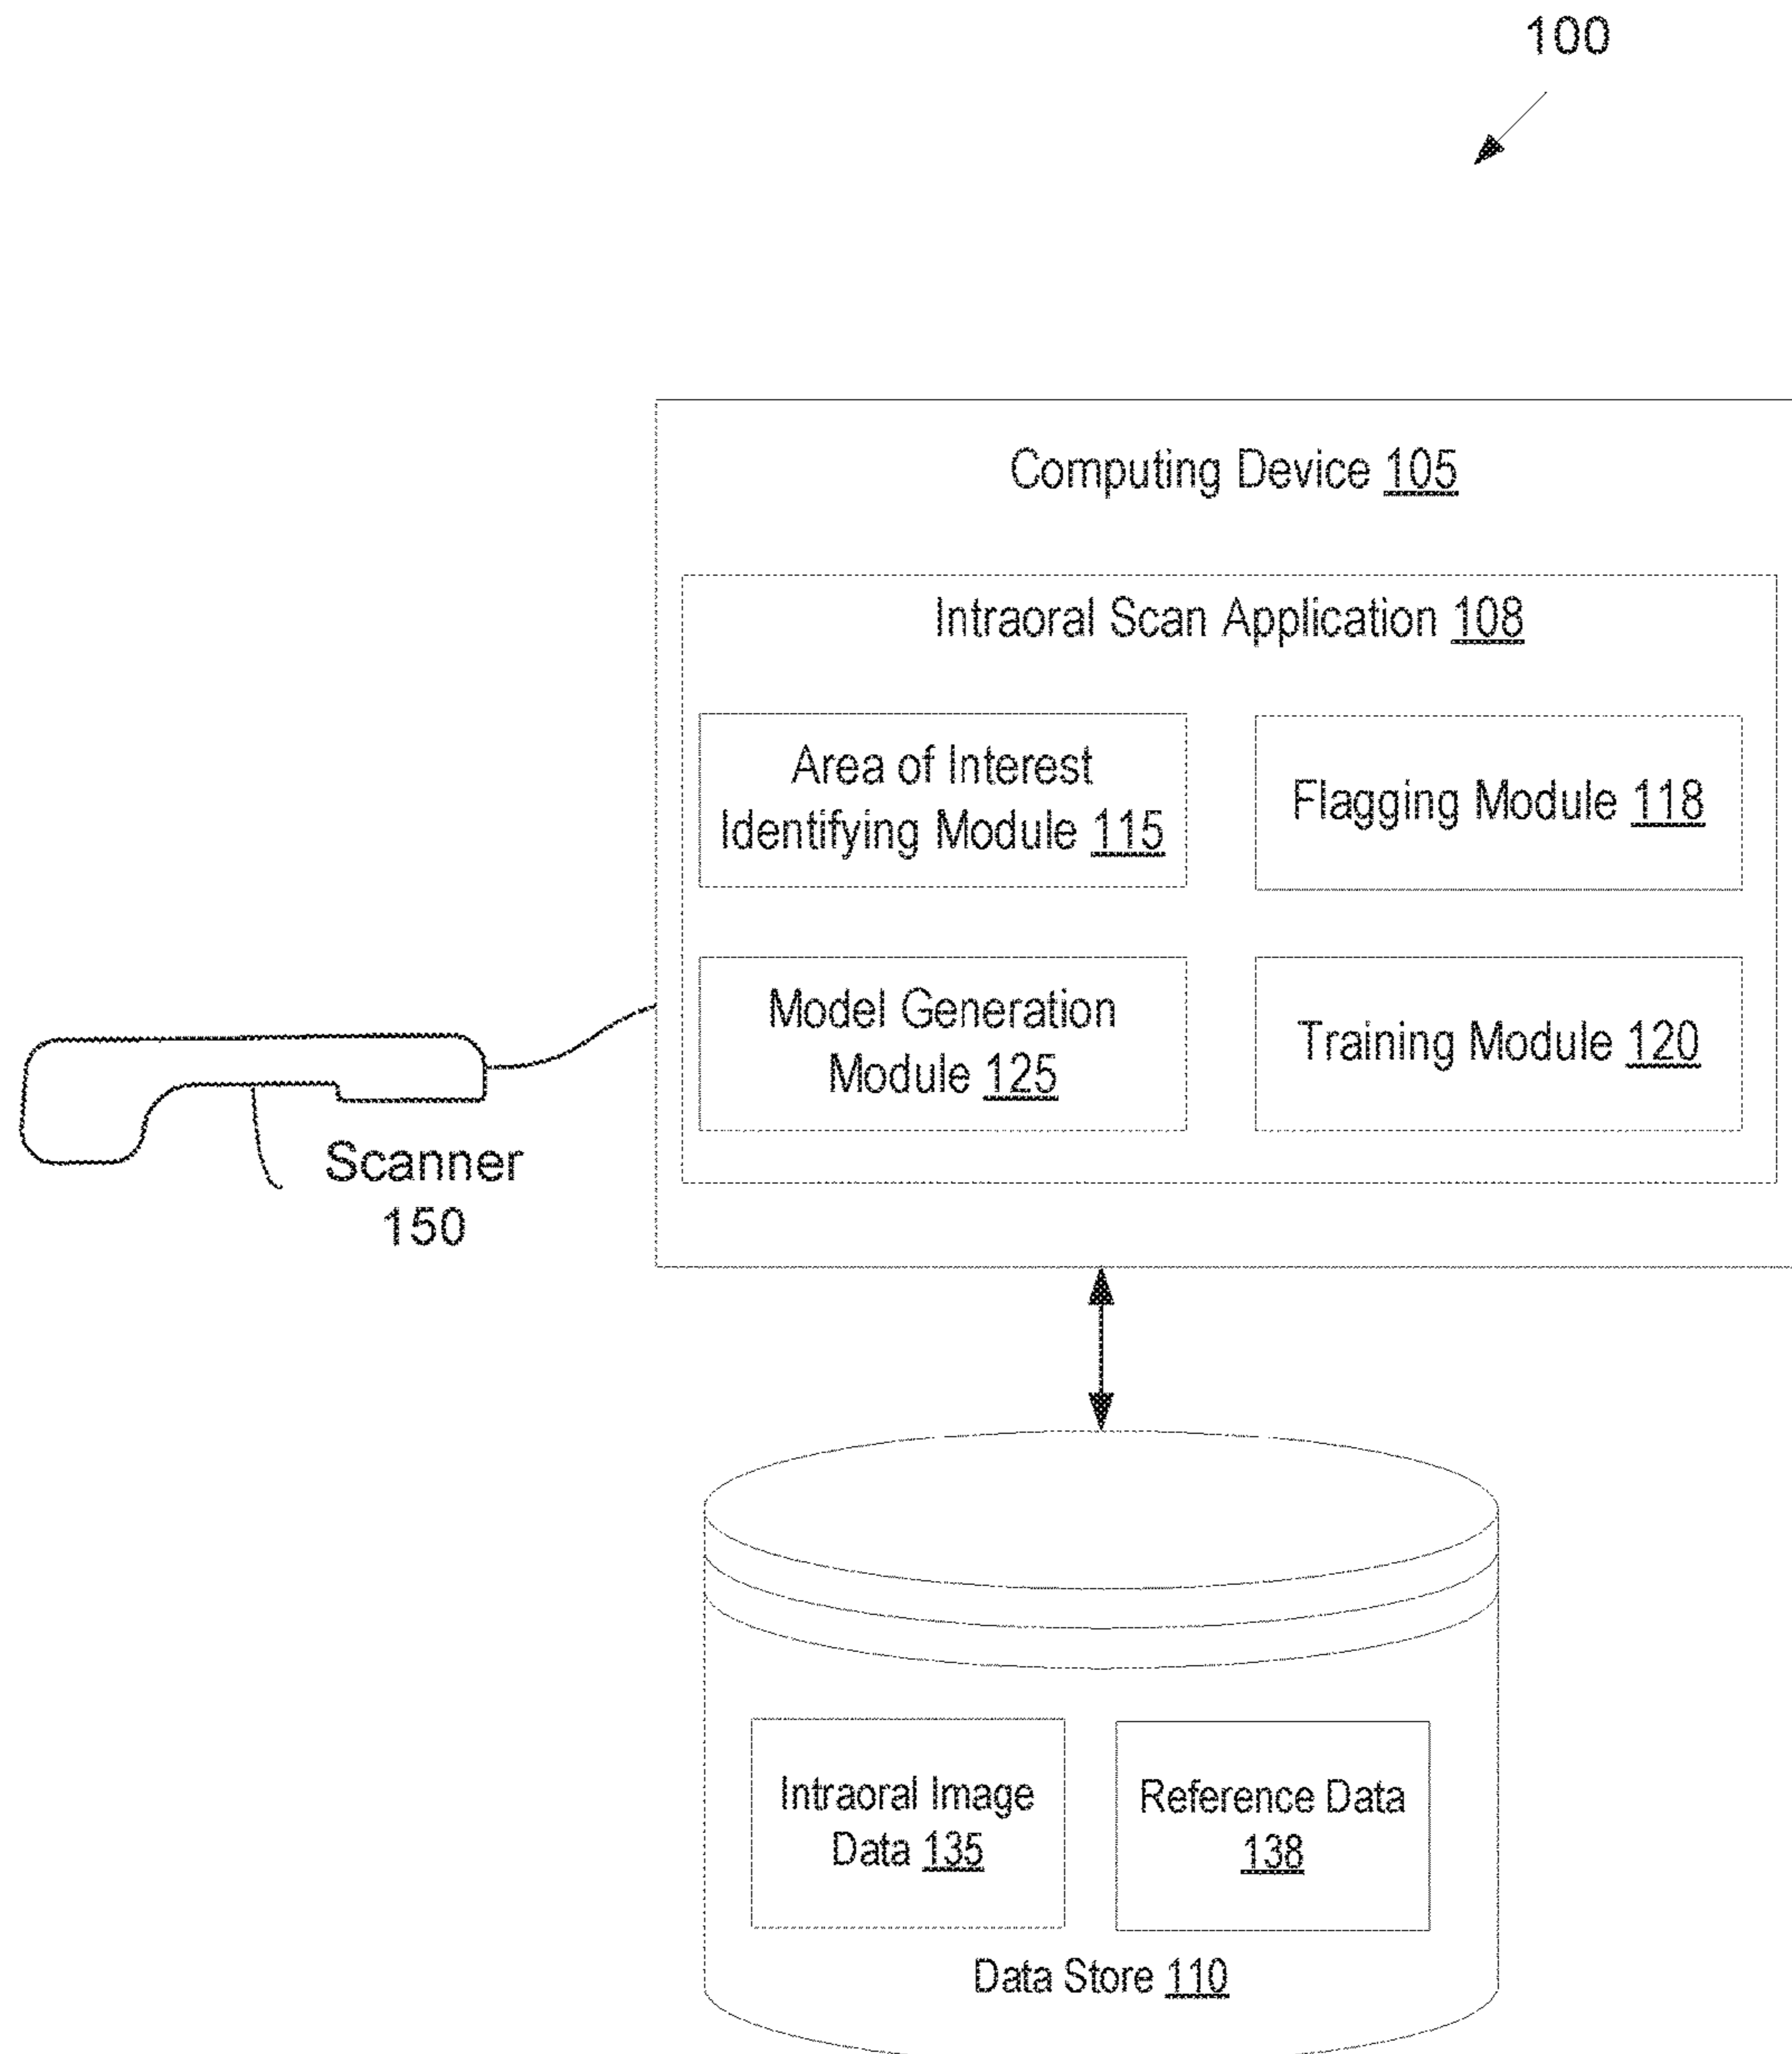 100
Computing Device 105
Intraoral Scan Application 108
Area of Interest
Identifying Module 115
Flagging Module 118
Model Generation
Module 125
Training Module 120
Scanner
150
Intraoral Image
Data 135
Reference Data
138
Data Store 110